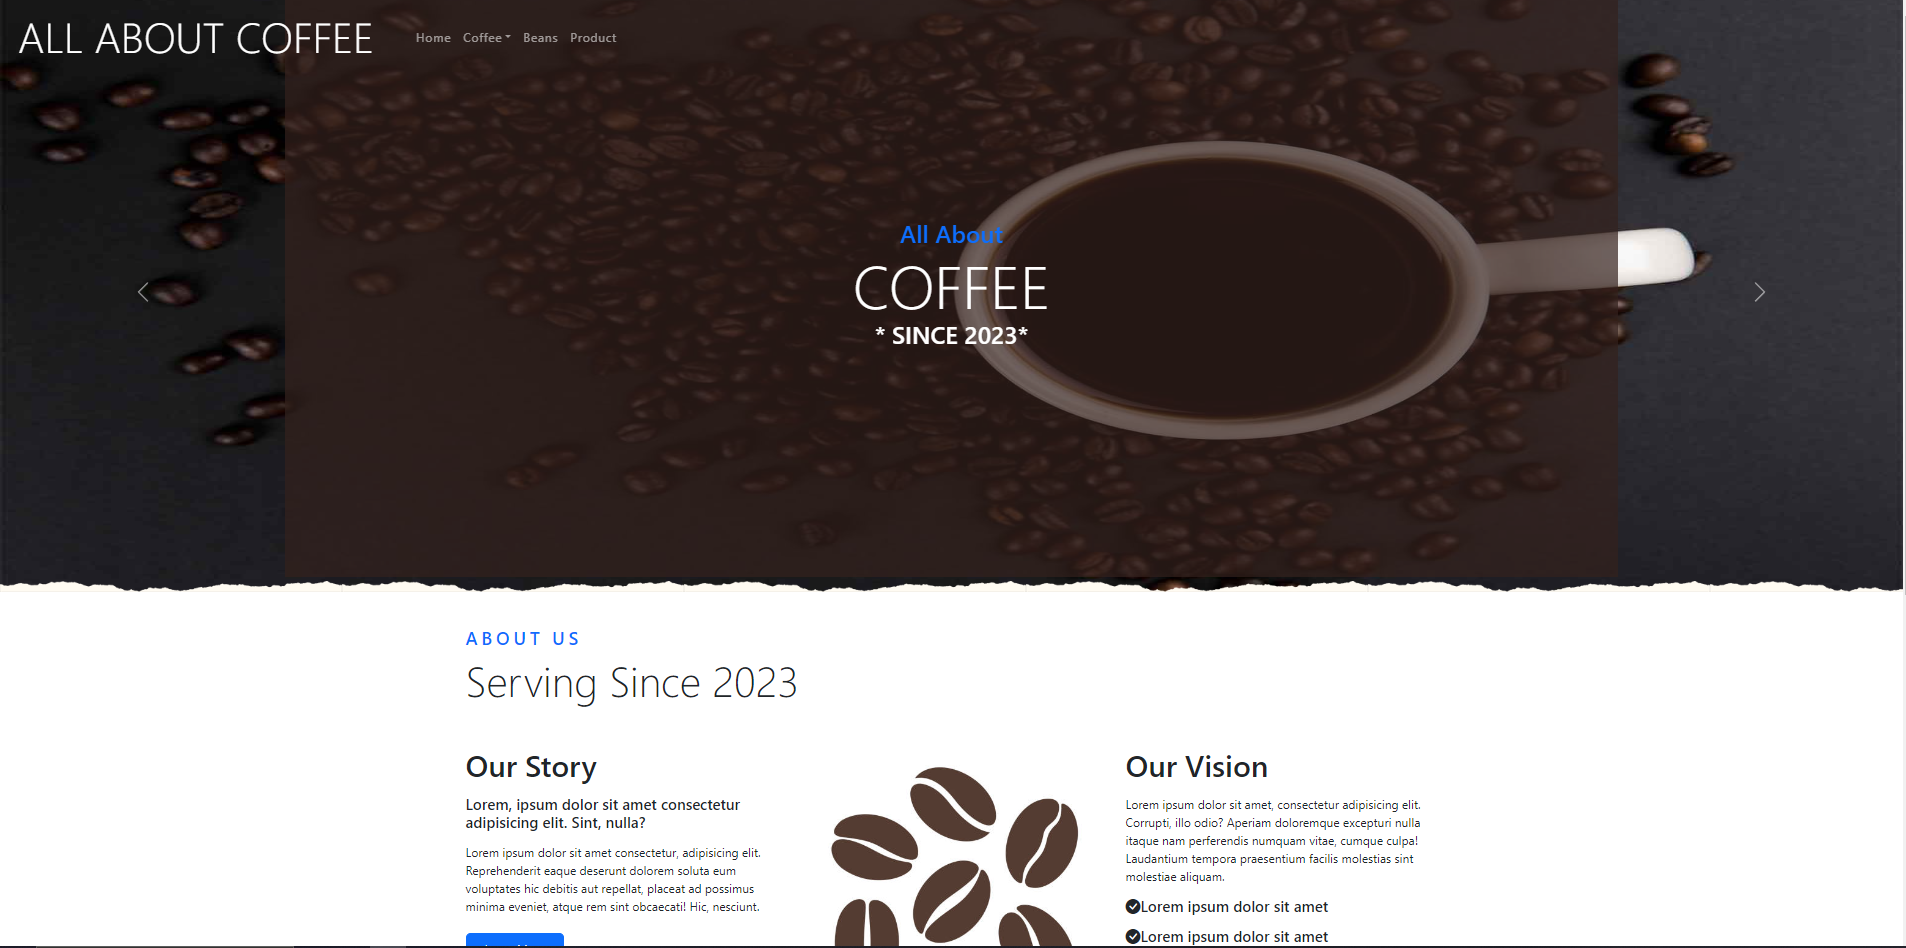 ALL ABOUT COFFEE
Home Coffee Beans Product
All About
COFFEE
* SINCE 2023*
ABOUT US
Serving Since 2023
Our Story
Lorem, ipsum dolor sit amet consectetur
adipisicing elit. Sint, nulla?
Lorem ipsum dolor sit amet consectetur, adipisicing elit.
Reprehenderit eaque deserunt dolorem soluta eum
voluptates hic debitis aut repellat, placeat ad possimus
minima eveniet, atque rem sint obcaecati! Hic, nesciunt.
Our Vision
Lorem ipsum dolor sit amet, consectetur adipisicing elit.
Corrupti, illo odio? Aperiam doloremque excepturi nulla
itaque nam perferendis numquam vitae, cumque culpa!
Laudantium tempora praesentium facilis molestias sint
molestiae aliquam.
Lorem ipsum dolor sit amet
Lorem ipsum dolor sit amet